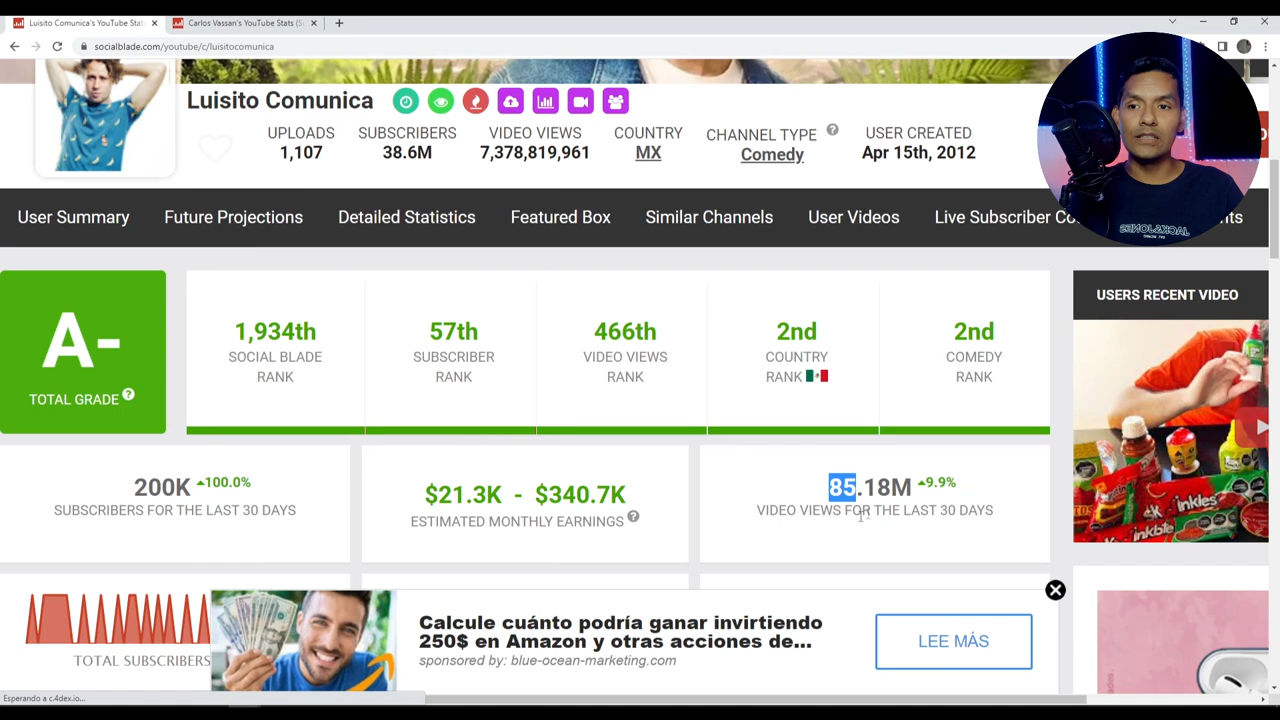 Luisito Comunica's YouTube Stat
Carlos Vassan's YouTube Stats (Su
socialblade.com/youtube/c/luisitocomunica
Luisito Comunica
UPLOADS
1,107
SUBSCRIBERS
38.6M
VIDEO VIEWS
7,378,819,961
COUNTRY
MX
CHANNEL TYPE
Comedy
USER CREATED
Apr 15th, 2012
JACK&JONES
User Summary
Future Projections
Detailed Statistics
Featured Box
Similar Channels
User Videos
Live Subscriber Co
nts
A-
TOTAL GRADE
1,934th
SOCIAL BLADE
RANK
57th
SUBSCRIBER
RANK
466th
VIDEO VIEWS
RANK
2nd
COUNTRY
RANK
2nd
COMEDY
RANK
USERS RECENT VIDEO
200K 100.0%
SUBSCRIBERS FOR THE LAST 30 DAYS
$21.3K - $340.7K
ESTIMATED MONTHLY EARNINGS
85.18M 9.9%
VIDEO VIEWS FOR THE LAST 30 DAYS
TOTAL SUBSCRIBERS
Calcule cuánto podría ganar invirtiendo
250$ en Amazon y otras acciones de...
sponsored by: blue-ocean-marketing.com
LEE MÁS
Esperando a c.4dex.io...